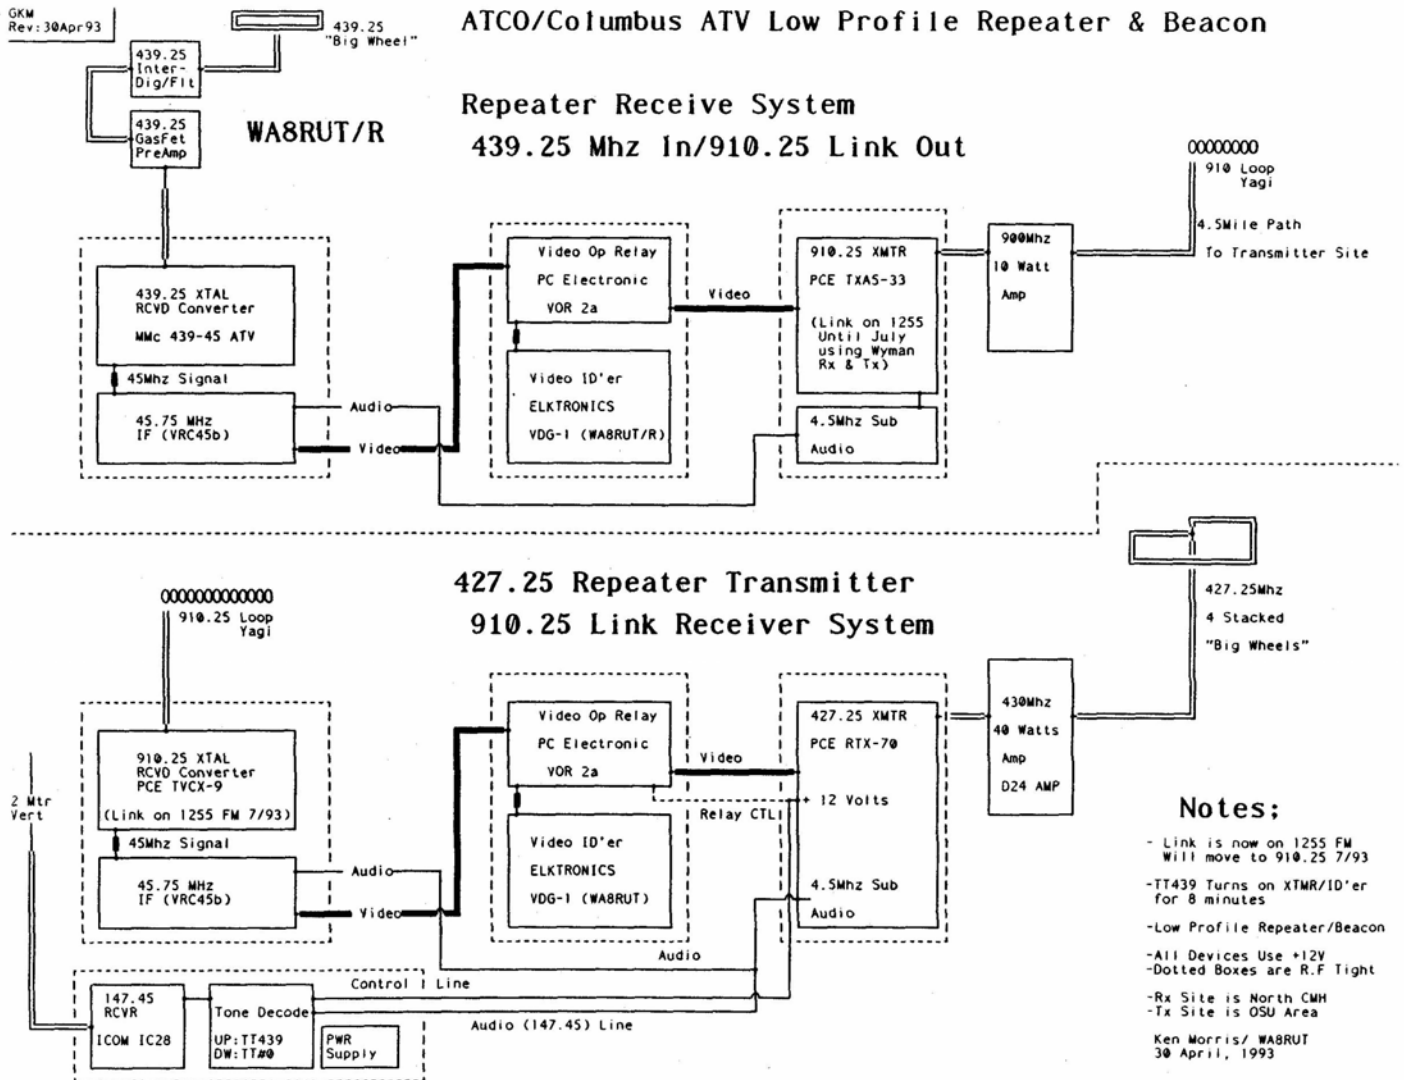 GKM
Rev:30Apr93
439.25
"Big Wheel"
ATCO/Columbus ATV Low Profile Repeater & Beacon
439.25
Inter-
Dig/Flt
439.25
GasFet
PreAmp
WA8RUT/R
Repeater Receive System
439.25 Mhz In/910.25 Link Out
910 Loop
Yagi
4.5Mile Path
To Transmitter Site
439.25 XTAL
RCVD Converter
MMc 439-45 ATV
45Mhz Signal
45.75 MHz
IF (VRC45b)
Audio
Video
Video Op Relay
PC Electronic
VOR 2a
Video ID'er
ELKTRONICS
VDG-1 (WA8RUT/R)
Video
910.25 XMTR
PCE TXA5-33
(Link on 1255
Until July
using Wyman
Rx & Tx)
4.5Mhz Sub
Audio
900Mhz
10 Watt
Amp
427.25 Repeater Transmitter
910.25 Link Receiver System
910.25 Loop
Yagi
427.25Mhz
4 Stacked
"Big Wheels"
2 Mtr
Vert
910.25 XTAL
RCVD Converter
PCE TVCX-9
(Link on 1255 FM 7/93)
45Mhz Signal
45.75 MHz
IF (VRC45b)
Audio
Video
Video Op Relay
PC Electronic
VOR 2a
Video ID'er
ELKTRONICS
VDG-1 (WA8RUT)
Video
Relay CTL
427.25 XMTR
PCE RTX-70
+ 12 Volts
4.5Mhz Sub
Audio
430Mhz
40 Watts
Amp
D24 AMP
Audio
Control Line
Audio (147.45) Line
147.45
RCVR
ICOM IC28
Tone Decode
UP:TT439
DW:TT#0
PWR
Supply
Notes;
- Link is now on 1255 FM
Will move to 910.25 7/93
-TT439 Turns on XTMR/ID'er
for 8 minutes
-Low Profile Repeater/Beacon
-All Devices Use +12V
-Dotted Boxes are R.F Tight
-Rx Site is North CMH
-Tx Site is OSU Area
Ken Morris/ WA8RUT
30 April, 1993